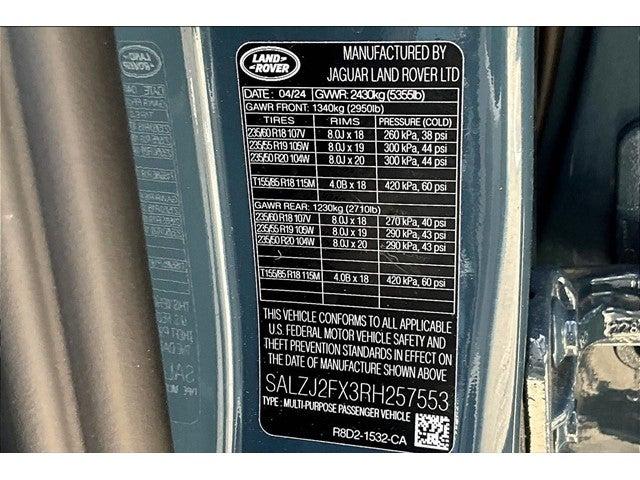 LAND
ROVER
MANUFACTURED BY
JAGUAR LAND ROVER LTD
DATE: 04/24 GVWR: 2430kg (5355lb)
GAWR FRONT: 1340kg (2950lb)
TIRES RIMS PRESSURE (COLD)
235/60 R18 107V 8.0J x 18 260 kPa, 38 psi
235/55 R19 105W 8.0J x 19 300 kPa, 44 psi
235/50 R20 104W 8.0J x 20 300 kPa, 44 psi
T155/85 R18 115M 4.0B x 18 420 kPa, 60 psi
GAWR REAR: 1230kg (2710lb)
235/60 R18 107V 8.0J x 18 270 kPa, 40 psi
235/55 R19 105W 8.0J x 19 290 kPa, 43 psi
235/50 R20 104W 8.0J x 20 290 kPa, 43 psi
T155/85 R18 115M 4.0B x 18 420 kPa, 60 psi
THIS VEHICLE CONFORMS TO ALL APPLICABLE
U.S. FEDERAL MOTOR VEHICLE SAFETY AND
THEFT PREVENTION STANDARDS IN EFFECT ON
THE DATE OF MANUFACTURE SHOWN ABOVE
SALZJ2FX3RH257553
TYPE : MULTI-PURPOSE PASSENGER VEHICLE
R8D2-1532-CA